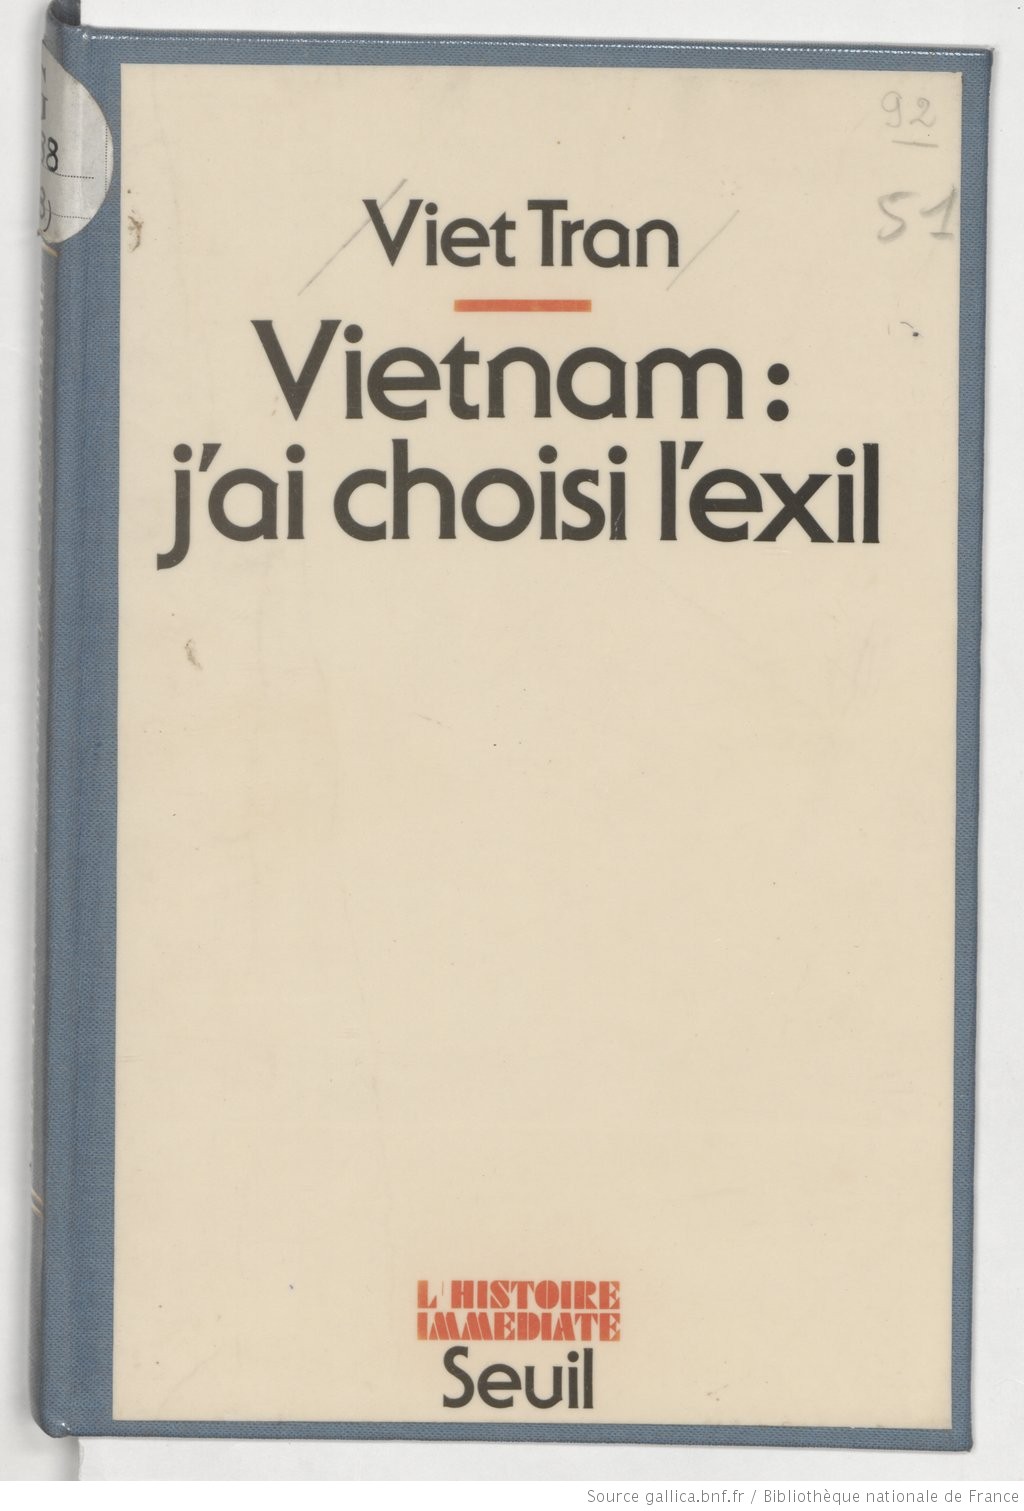 92
51
8
Viet Tran
Vietnam :
j'ai choisi l'exil
L'HISTOIRE
IMMEDIATE
Seuil
Source gallica.bnf.fr / Bibliothèque nationale de France